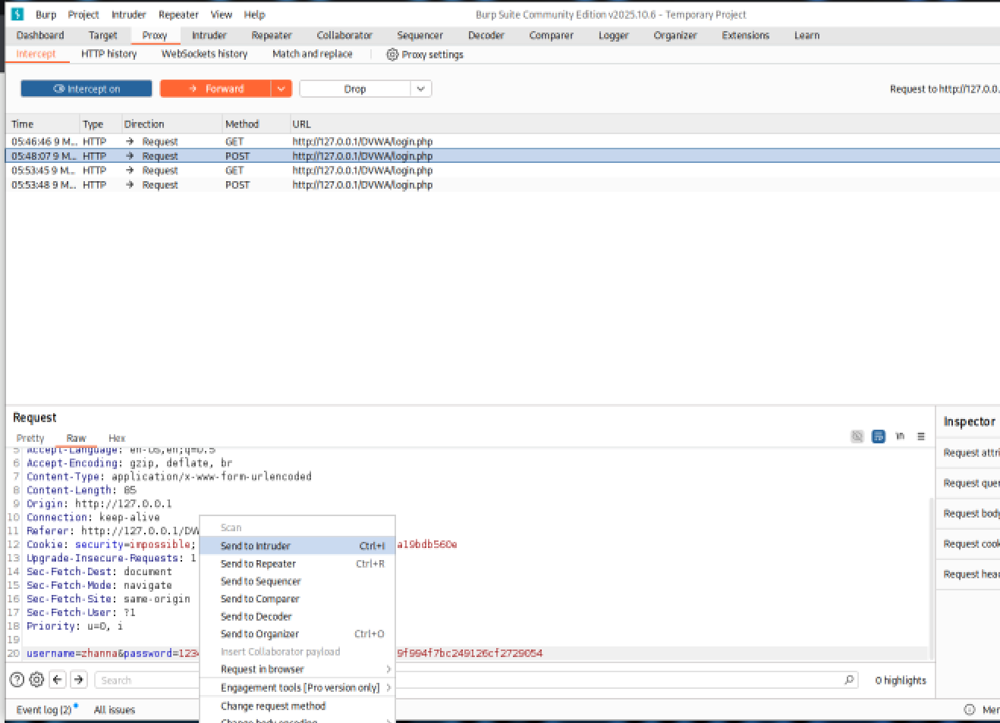 Burp Project Intruder Repeater View Help Burp Suite Community Edition v2025.10.6 - Temporary Project
Dashboard Target Proxy Intruder Repeater Collaborator Sequencer Decoder Comparer Logger Organizer Extensions Learn
Intercept HTTP history WebSockets history Match and replace Proxy settings
Intercept on Forward Drop Request to http://127.0.0.
Time Type Direction Method URL
05:46:46 9 M... HTTP → Request GET http://127.0.0.1/DVWA/login.php
05:48:07 9 M... HTTP → Request POST http://127.0.0.1/DVWA/login.php
05:53:45 9 M... HTTP → Request GET http://127.0.0.1/DVWA/login.php
05:53:48 9 M... HTTP → Request POST http://127.0.0.1/DVWA/login.php
Request
Inspector
Pretty Raw Hex \n
5 Accept-Language: en-US,en;q=0.5
6 Accept-Encoding: gzip, deflate, br
7 Content-Type: application/x-www-form-urlencoded
8 Content-Length: 85
9 Origin: http://127.0.0.1
10 Connection: keep-alive
11 Referer: http://127.0.0.1/DV
12 Cookie: security=impossible; a19bdb560e
13 Upgrade-Insecure-Requests: 1
14 Sec-Fetch-Dest: document
15 Sec-Fetch-Mode: navigate
16 Sec-Fetch-Site: same-origin
17 Sec-Fetch-User: ?1
18 Priority: u=0, i
19
20 username=zhanna&password=123 9f994f7bc249126cf2729054
Scan
Send to Intruder Ctrl+I
Send to Repeater Ctrl+R
Send to Sequencer
Send to Comparer
Send to Decoder
Send to Organizer Ctrl+O
Insert Collaborator payload
Request in browser
Engagement tools [Pro version only]
Change request method
Change body encoding
Request attri
Request quer
Request body
Request cook
Request hea
Search 0 highlights
Event log (2) All issues Mem